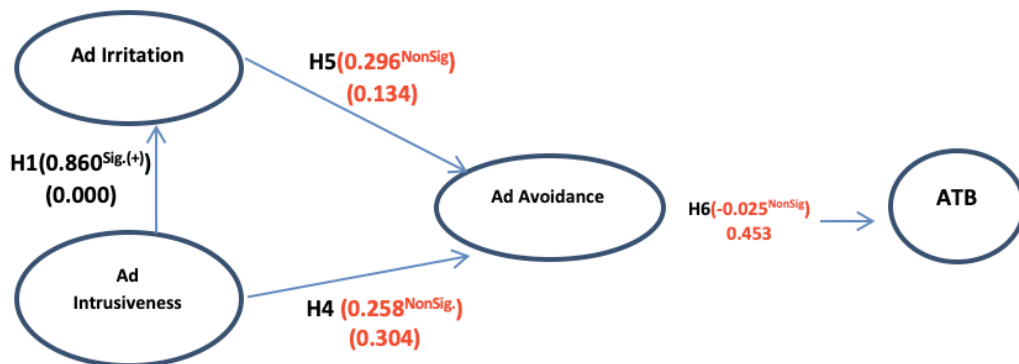 Ad Irritation
H5(0.296NonSig)
(0.134)
H1(0.860Sig.(+))
(0.000)
Ad Avoidance
H6(-0.025NonSig)
0.453
ATB
Ad
Intrusiveness
H4 (0.258NonSig.)
(0.304)